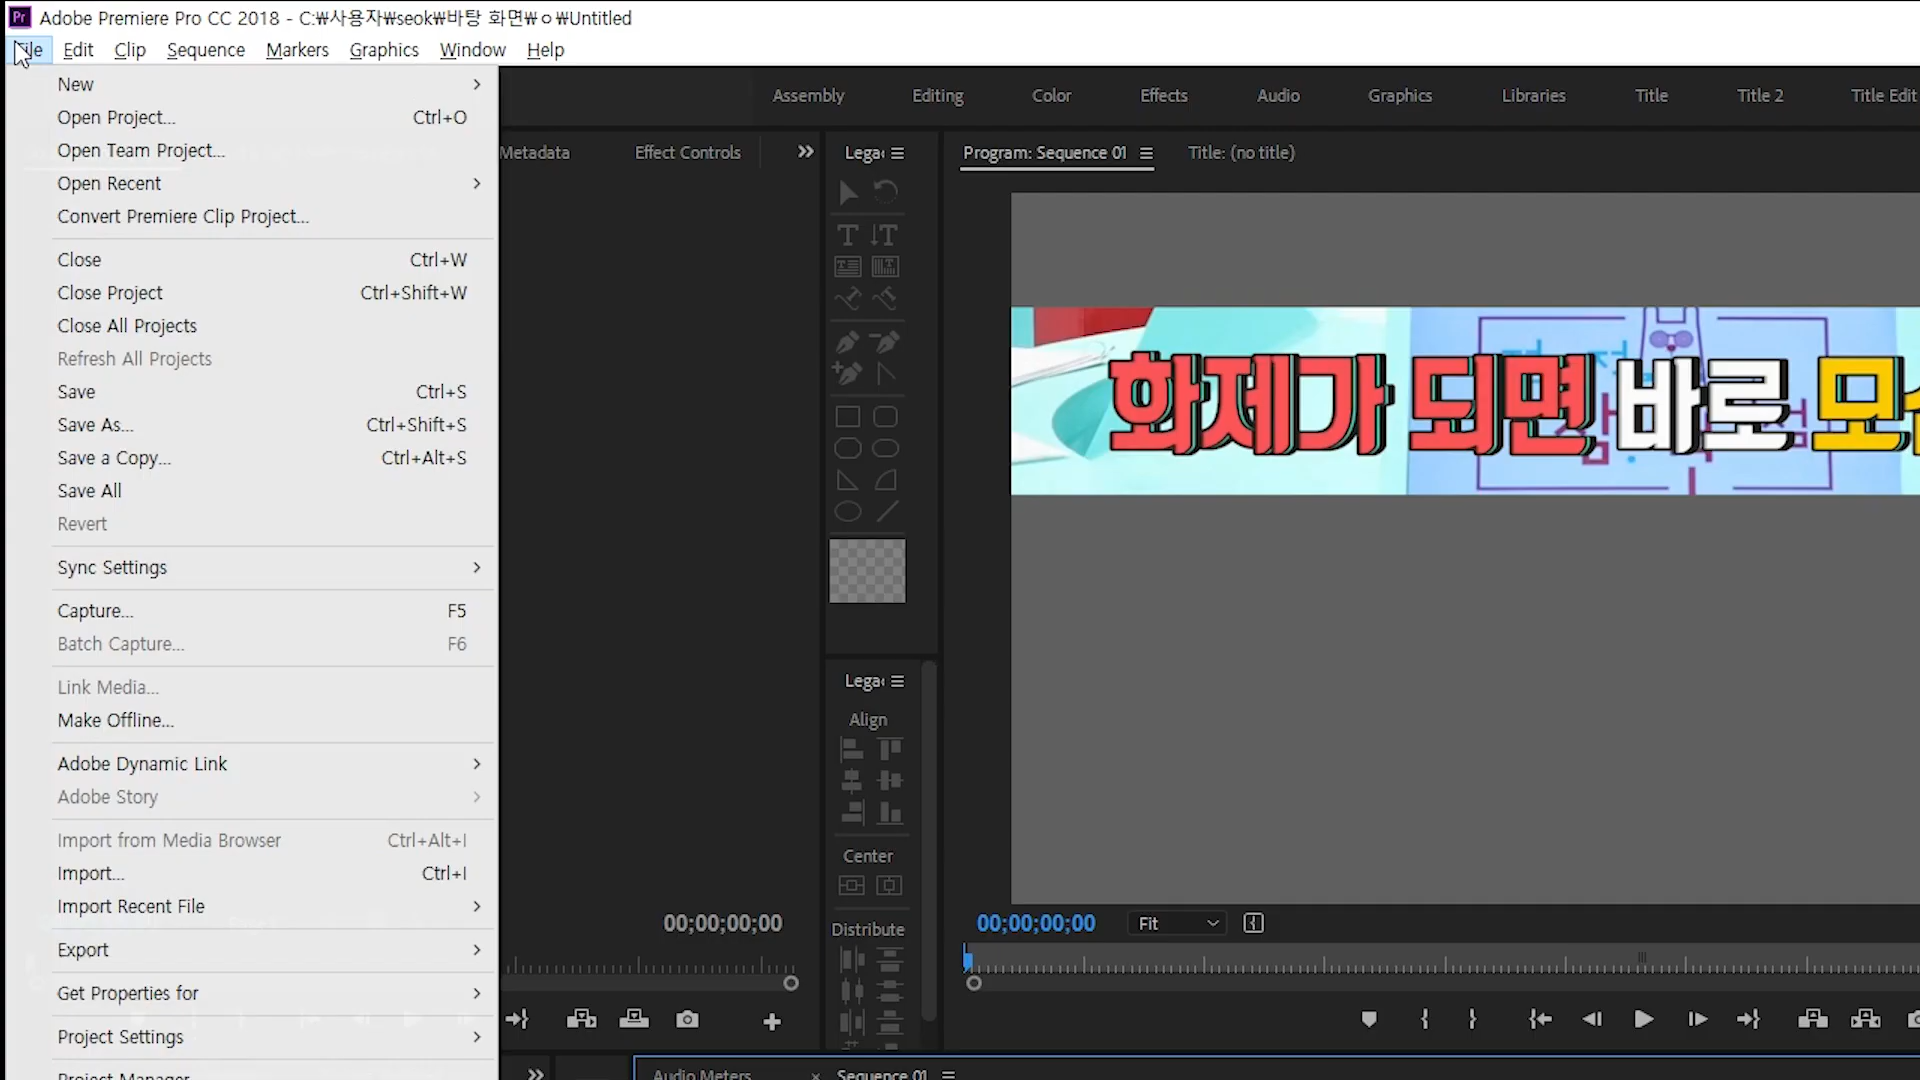 Adobe Premiere Pro CC 2018 - C:₩사용자₩seok₩바탕 화면₩ㅇ₩Untitled
File Edit Clip Sequence Markers Graphics Window Help
New
Open Project... Ctrl+O
Open Team Project...
Open Recent
Convert Premiere Clip Project...
Close Ctrl+W
Close Project Ctrl+Shift+W
Close All Projects
Refresh All Projects
Save Ctrl+S
Save As... Ctrl+Shift+S
Save a Copy... Ctrl+Alt+S
Save All
Revert
Sync Settings
Capture... F5
Batch Capture... F6
Link Media...
Make Offline...
Adobe Dynamic Link
Adobe Story
Import from Media Browser Ctrl+Alt+I
Import... Ctrl+I
Import Recent File
Export
Get Properties for
Project Settings
Project Manager
Assembly Editing Color Effects Audio Graphics Libraries Title Title 2 Title Edit
Metadata Effect Controls
Lega
Program: Sequence 01 Title: (no title)
화제가 되면 바로 모
Lega
Align
Center
Distribute
00;00;00;00
00;00;00;00 Fit
Audio Meters × Sequence 01